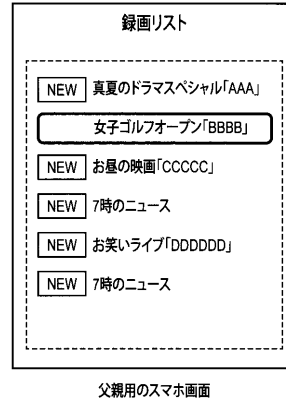 録画リスト
NEW 真夏のドラマスペシャル「AAA」
女子ゴルフオープン「BBBB」
NEW お昼の映画「CCCCC」
NEW 7時のニュース
NEW お笑いライブ「DDDDDD」
NEW 7時のニュース
父親用のスマホ画面